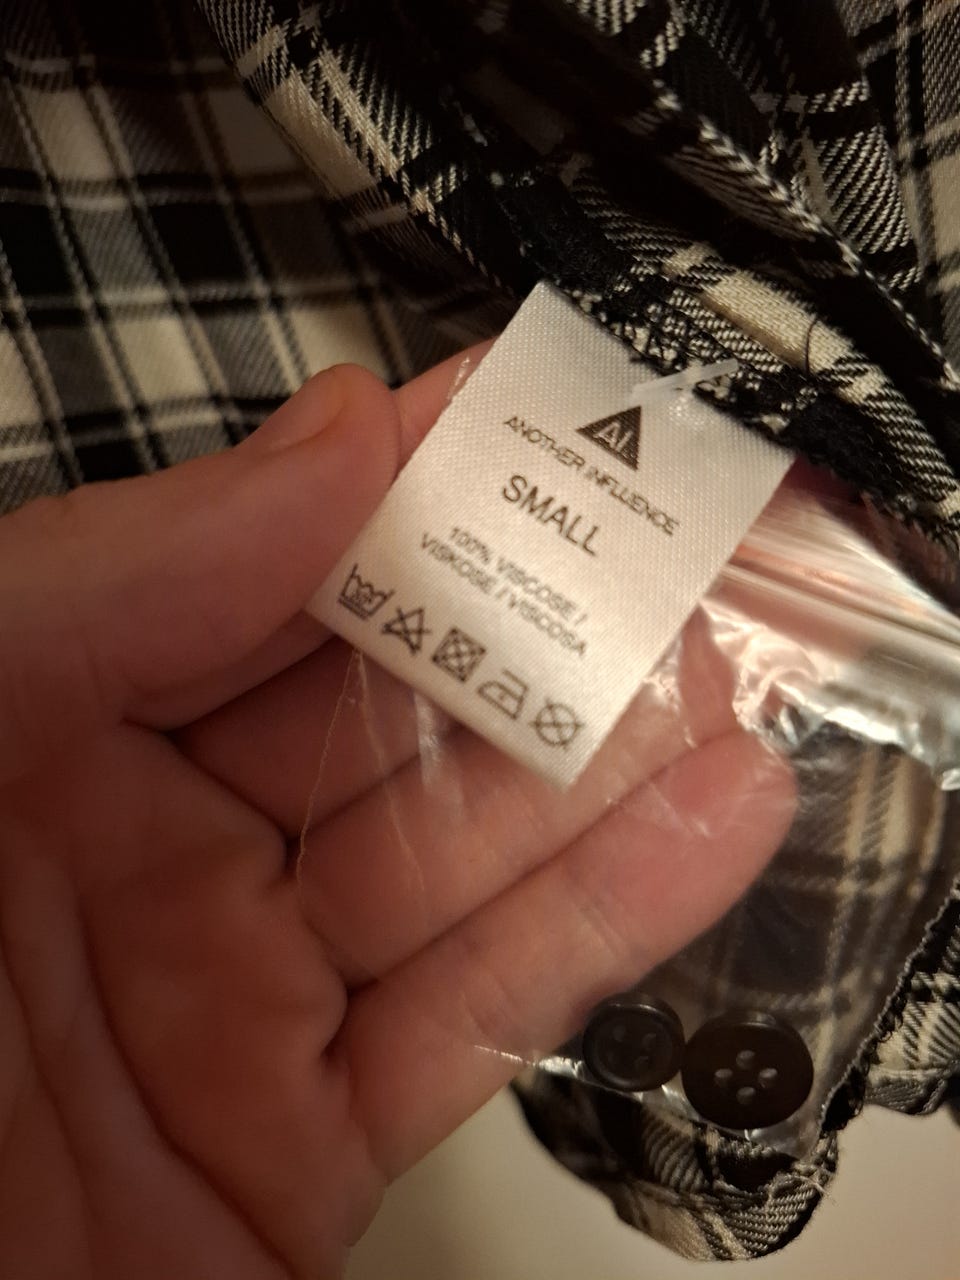 AI
ANOTHER INFLUENCE
SMALL
100% VISCOSE /
VISKOSE / VISCOSA